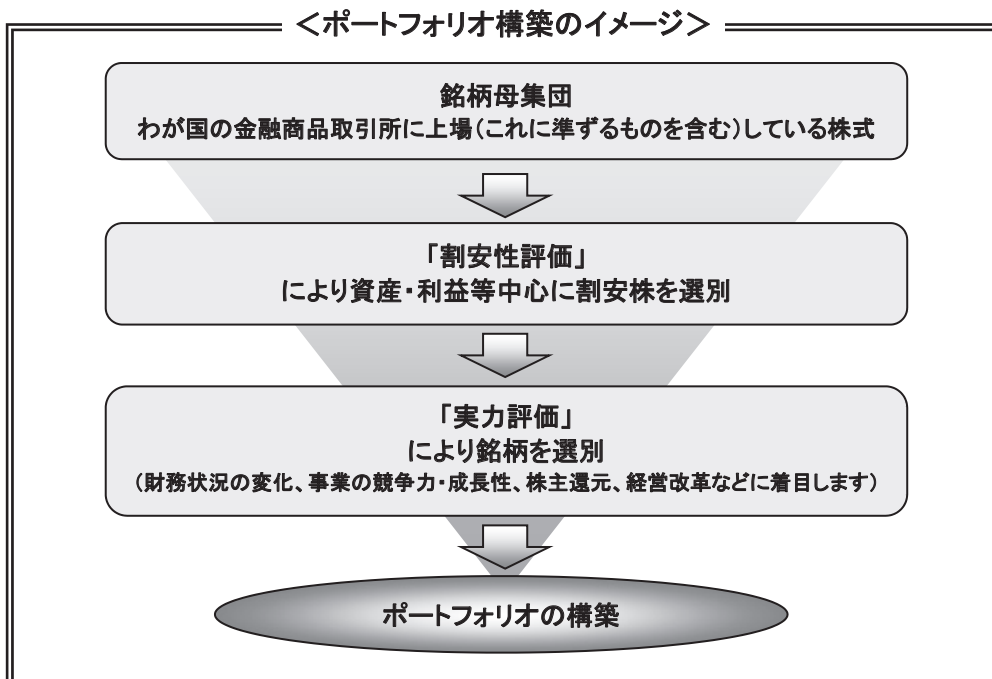 ＜ポートフォリオ構築のイメージ＞
銘柄母集団
わが国の金融商品取引所に上場(これに準ずるものを含む)している株式
「割安性評価」
により資産・利益等中心に割安株を選別
「実力評価」
により銘柄を選別
(財務状況の変化、事業の競争力・成長性、株主還元、経営改革などに着目します)
ポートフォリオの構築